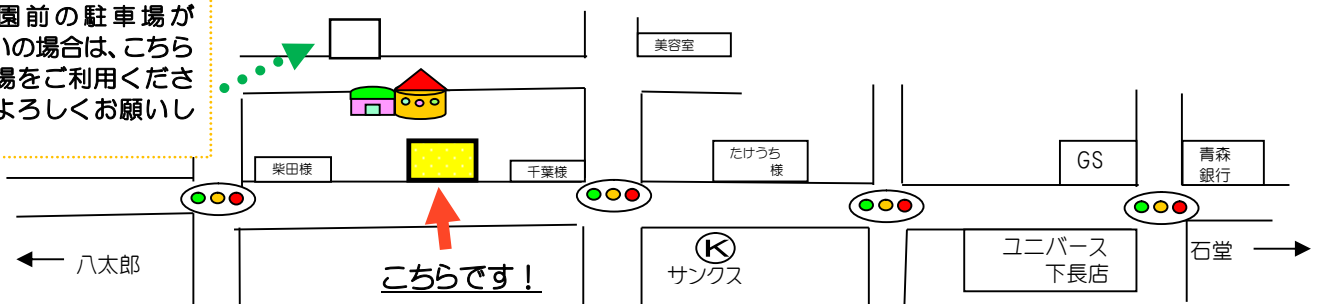 園前の駐車場が
いの場合は、こちら
場をご利用くださ
よろしくお願いし
美容室
柴田様
千葉様
たけうち
様
GS
青森
銀行
八太郎
こちらです！
K
サンクス
ユニバース
下長店
石堂